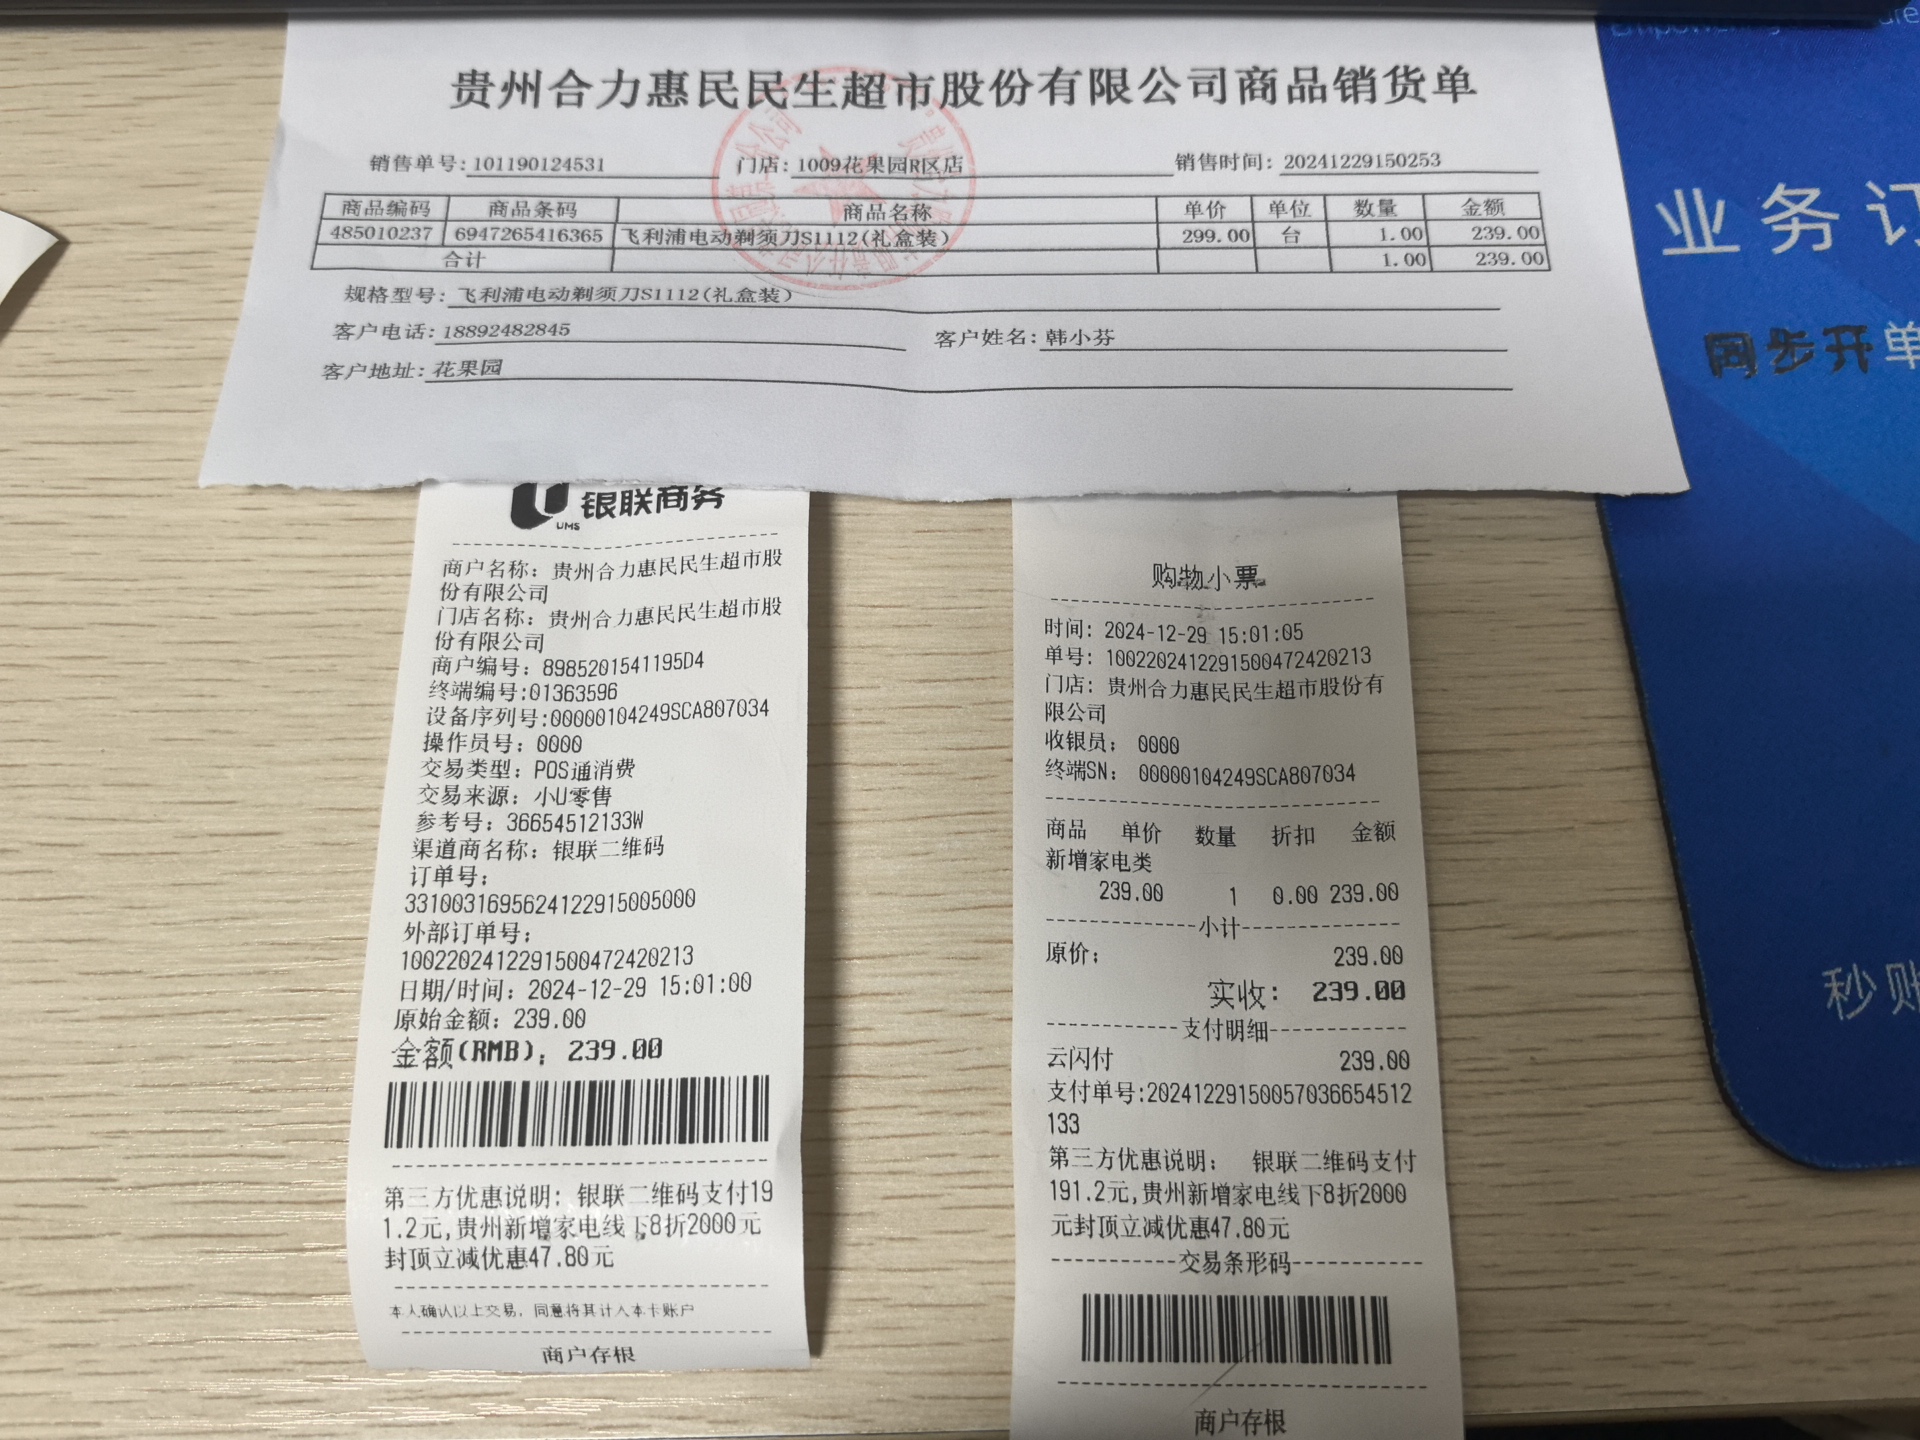 贵州合力惠民民生超市股份有限公司商品销货单
销售单号:101190124531 门店:1009花果园R区店 销售时间:20241229150253
商品编码 商品条码 商品名称 单价 单位 数量 金额
485010237 6947265416365 飞利浦电动剃须刀S1112(礼盒装) 299.00 台 1.00 239.00
合计 1.00 239.00
规格型号:飞利浦电动剃须刀S1112(礼盒装)
客户电话:18892482845 客户姓名:韩小芬
客户地址:花果园
银联商务
UMS
商户名称: 贵州合力惠民民生超市股
份有限公司
门店名称: 贵州合力惠民民生超市股
份有限公司
商户编号: 8985201541195D4
终端编号:01363596
设备序列号:00000104249SCA807034
操作员号: 0000
交易类型: POS通消费
交易来源: 小U零售
参考号: 36654512133W
渠道商名称: 银联二维码
订单号:
3310031695624122915005000
外部订单号:
1002202412291500472420213
日期/时间: 2024-12-29 15:01:00
原始金额: 239.00
金额(RMB): 239.00
第三方优惠说明: 银联二维码支付19
1.2元,贵州新增家电线下8折2000元
封顶立减优惠47.80元
本人确认以上交易,同意将其计入本卡账户
商户存根
购物小票
时间: 2024-12-29 15:01:05
单号: 1002202412291500472420213
门店: 贵州合力惠民民生超市股份有
限公司
收银员: 0000
终端SN: 00000104249SCA807034
商品 单价 数量 折扣 金额
新增家电类
239.00 1 0.00 239.00
小计
原价: 239.00
实收: 239.00
支付明细
云闪付 239.00
支付单号:20241229150057036654512
133
第三方优惠说明: 银联二维码支付
191.2元,贵州新增家电线下8折2000
元封顶立减优惠47.80元
交易条形码
商户存根
业务订
同步开单
秒账